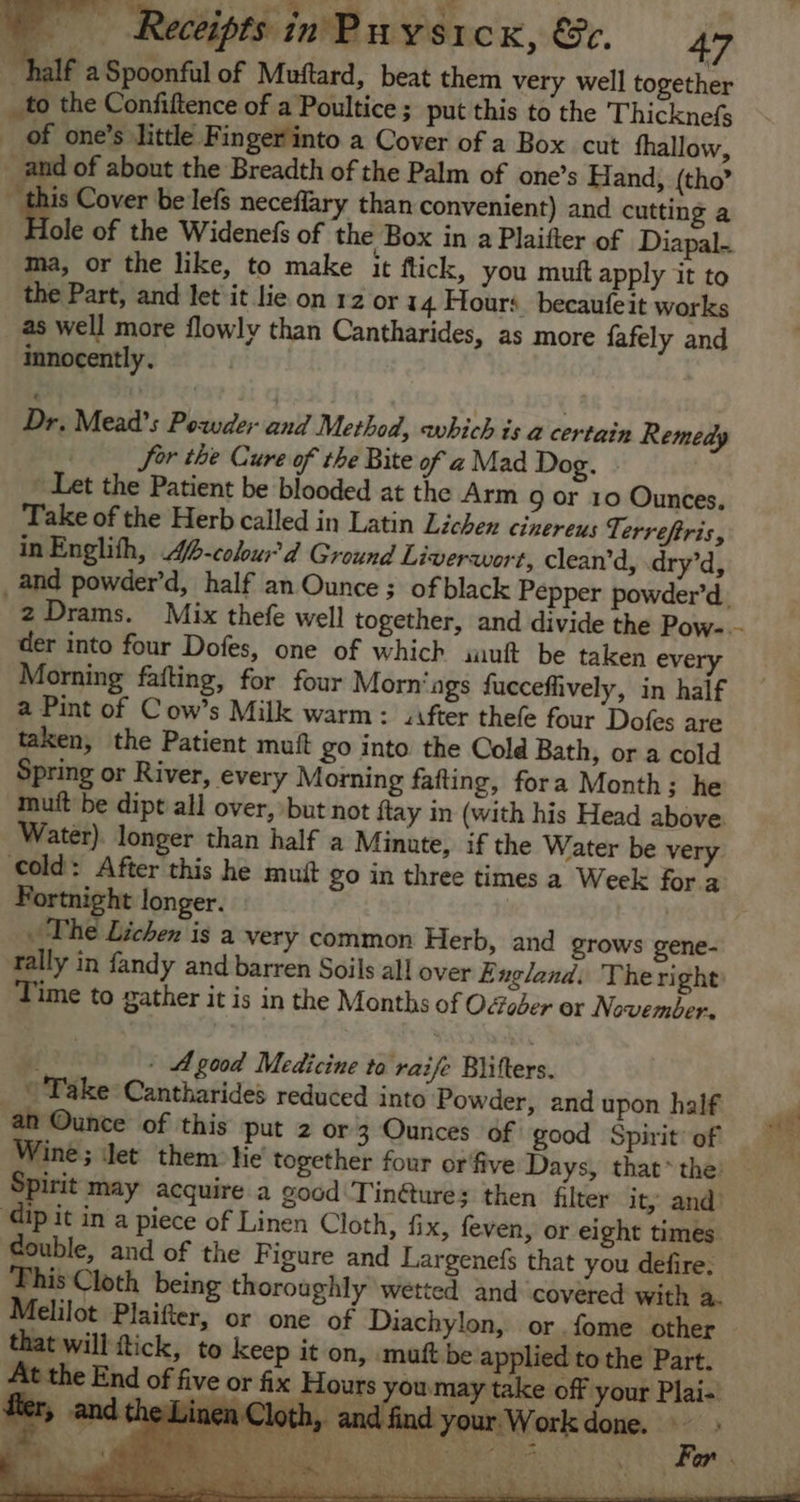 Receipts in PHYSICK, &c. 47
half a Spoonful of Muſtard, beat them very well together
to the Confiſtence of a Poultice; put this to the Thickneſs
of one's little Finger into a Cover of a Box cut ſhallow,
and of about the Breadth of the Palm of one's Hand, (tho'
this Cover be leſs neceſſary than convenient) and cutting a
Hole of the Wideneſs of the Box in a Plaiſter of Diapal-
ma, or the like, to make it ſtick, you muſt apply it to
the Part, and let it lie on 12 or 14 Hours becauſe it works
as well more ſlowly than Cantharides, as more ſafely and
innocently.
Dr. Mead's Powder and Method, which is a certain Remedy
for the Cure of the Bite of a Mad Dog.
Let the Patient be blooded at the Arm 9 or 10 Ounces.
Take of the Herb called in Latin Lichen cinereus Terreſtris,
in Engliſh, Aſh-colour'd Ground Liverwort, clean'd, dry'd,
and powder'd, half an Ounce; of black Pepper powder'd
2 Drams. Mix theſe well together, and divide the Pow-
der into four Doſes, one of which muſt be taken every
Morning faſting, for four Mornings ſucceſſively, in half
a Pint of Cow's Milk warm: after theſe four Doſes are
taken, the Patient muſt go into the Cold Bath, or a cold
Spring or River, every Morning faſting, for a Month; he
muſt be dipt all over, but not ſtay in (with his Head above
Water) longer than half a Minute, if the Water be very
cold: After this he muſt go in three times a Week for a
Fortnight longer.
The Lichen is a very common Herb, and grows gene-
rally in ſandy and barren Soils all over England. The right
Time to gather it is in the Months of October or November.
A good Medicine to raiſe Bliſters.
Take Cantharides reduced into Powder, and upon half
an Ounce of this put 2 or 3 Ounces of good Spirit of
Wine; let them lie together four or five Days, that the
Spirit may acquire a good Tincture; then filter it, and
dip it in a piece of Linen Cloth, ſix, ſeven, or eight times
double, and of the Figure and Largeneſs that you deſire.
This Cloth being thoroughly wetted and covered with a
Melilot Plaiſter, or one of Diachylon, or ſome other
that will ſtick, to keep it on, muſt be applied to the Part.
At the End of five or ſix Hours you may take off your Plai-
ſter, and the Linen Cloth, and find your Work done.
For